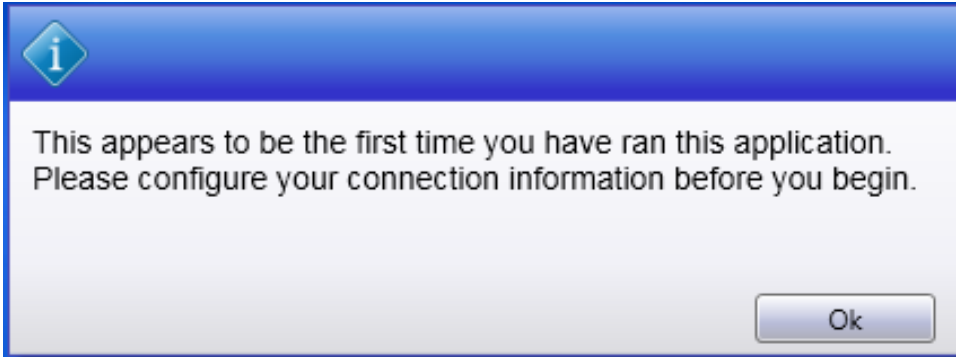 This appears to be the first time you have ran this application.
Please configure your connection information before you begin.
Ok